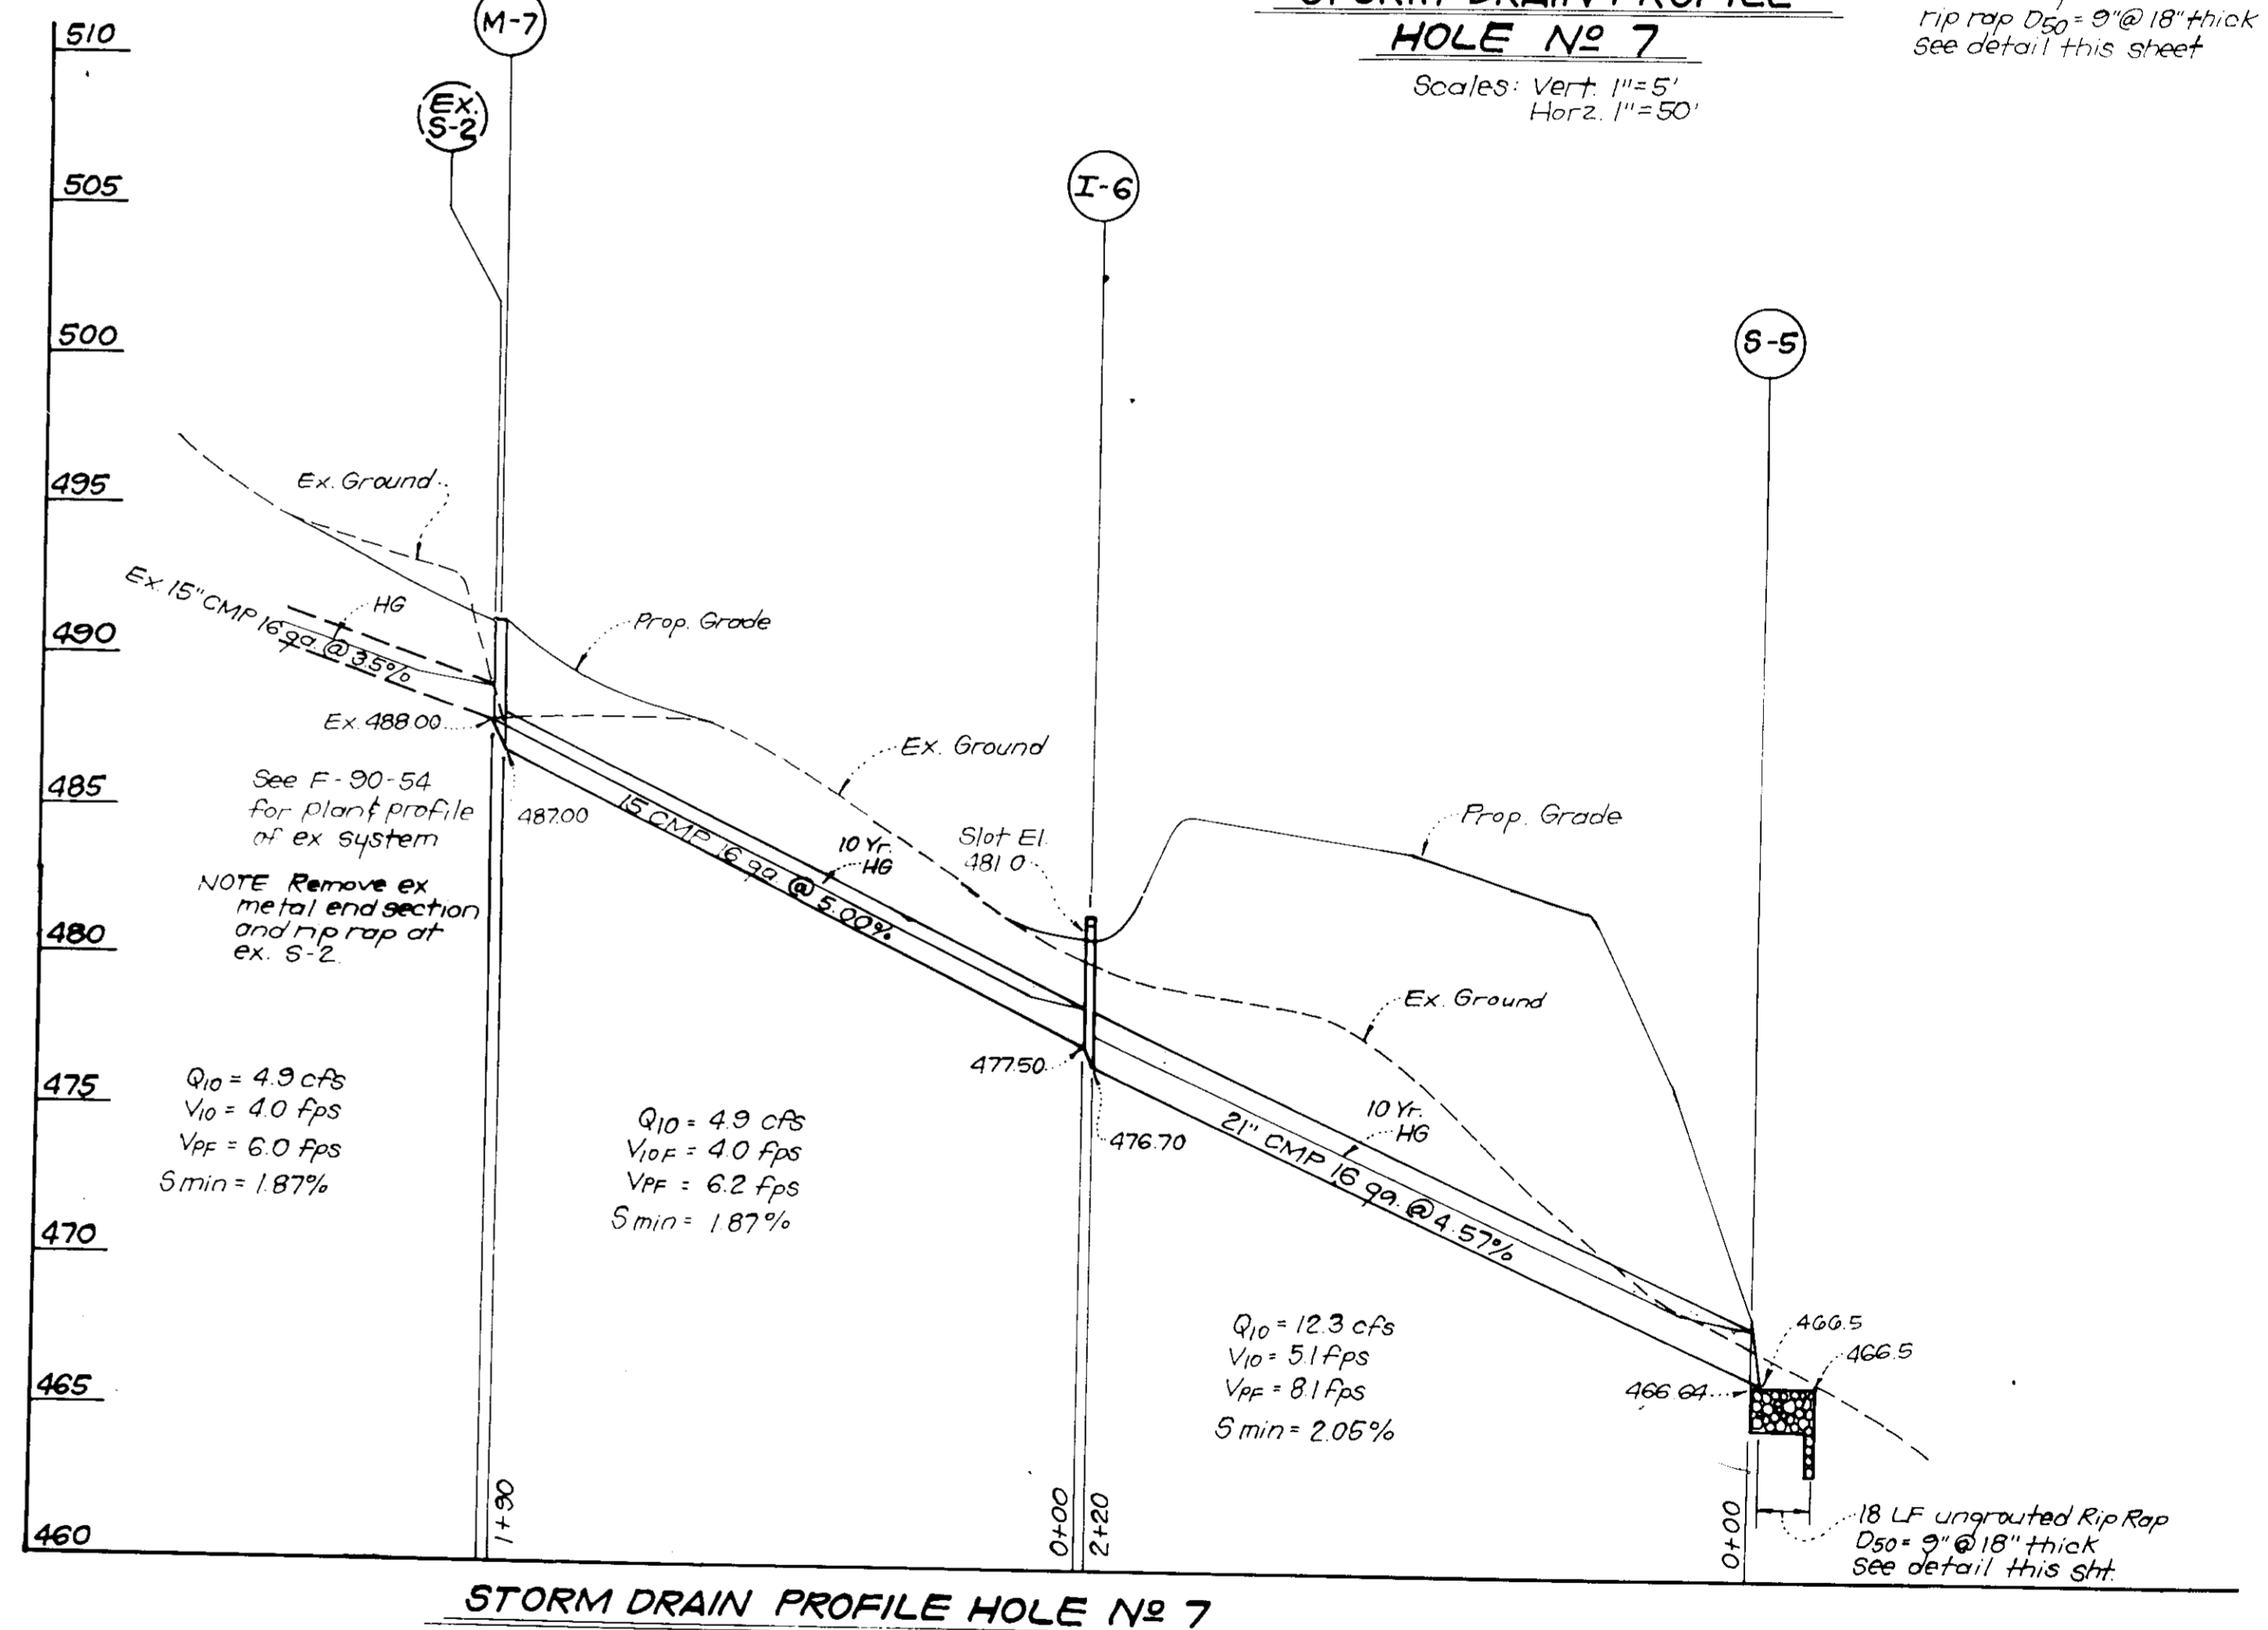 STORM DRAIN PROFILE
HOLE Nº 7
Scales: Vert. 1"=5'
Horz. 1"=50'
rip rap D50 = 9"@ 18" thick
see detail this sheet
510
505
500
495
490
485
480
475
470
465
460
M-7
Ex.
S-2
I-6
S-5
Ex. Ground
Ex. 15" CMP 16 ga. @ 3.5%
HG
Prop. Grade
Ex. 488.00
See F-90-54
for plan & profile
of ex system
NOTE Remove ex
metal end section
and rip rap at
ex. S-2.
487.00
15 CMP 16 ga. @ 5.00%
10 Yr.
HG
Ex. Ground
Slot El.
481.0
Prop. Grade
Ex. Ground
477.50
476.70
21" CMP 16 ga. @ 4.57%
10 Yr.
HG
Q10 = 4.9 cfs
V10 = 4.0 fps
VPF = 6.0 fps
S min = 1.87%
Q10 = 4.9 cfs
V10F = 4.0 fps
VPF = 6.2 fps
S min = 1.87%
Q10 = 12.3 cfs
V10 = 5.1 fps
VPF = 8.1 fps
S min = 2.05%
466.5
466.5
466.64
1+90
0+00
2+20
0+00
18 LF ungrouted Rip Rap
D50 = 9" @ 18" thick
see detail this sht.
STORM DRAIN PROFILE HOLE Nº 7